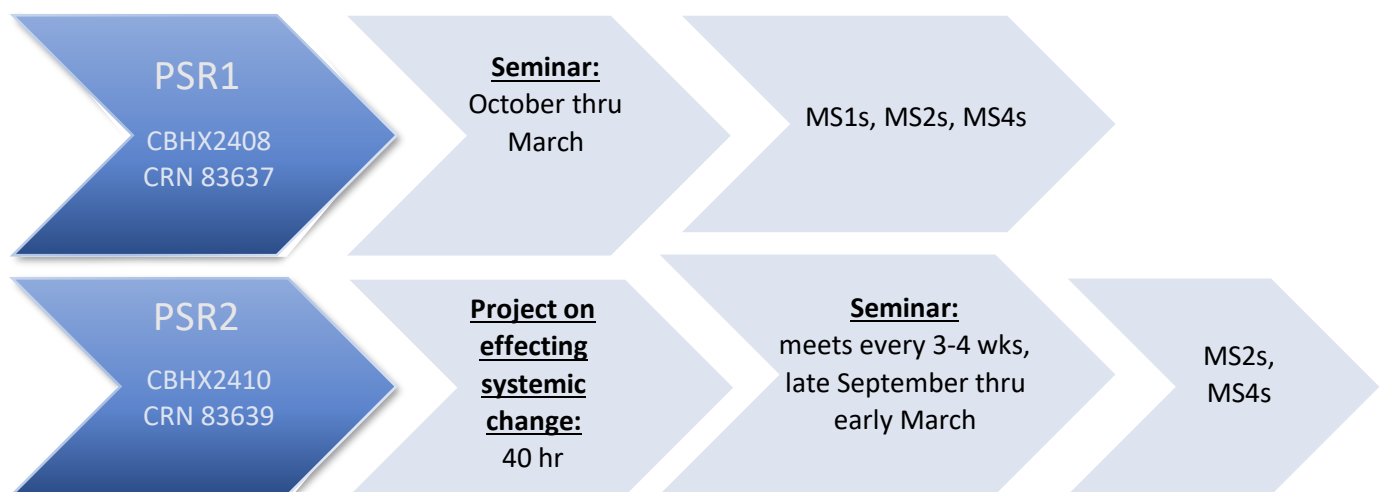 PSR1
CBHX2408
CRN 83637
Seminar:
October thru
March
MS1s, MS2s, MS4s
PSR2
CBHX2410
CRN 83639
Project on
effecting
systemic
change:
40 hr
Seminar:
meets every 3-4 wks,
late September thru
early March
MS2s,
MS4s